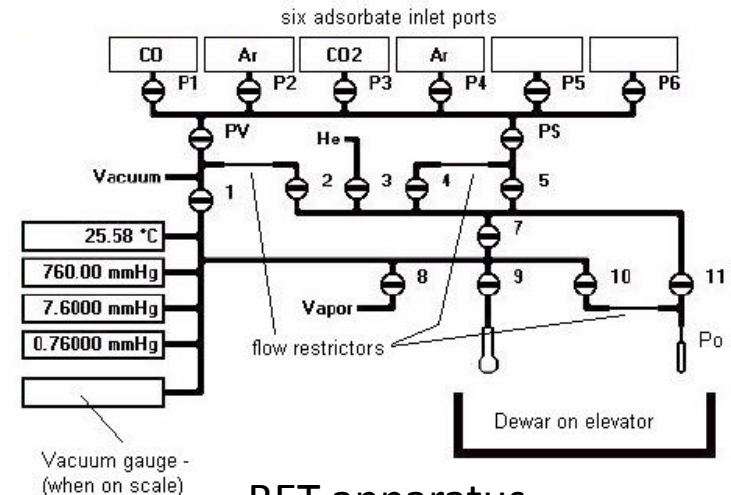 six adsorbate inlet ports
CO Ar CO2 Ar
P1 P2 P3 P4 P5 P6
PV He PS
Vacuum 1 2 3 4 5
25.58 °C
7
760.00 mmHg
8 9 10 11
7.6000 mmHg Vapor
0.76000 mmHg flow restrictors Po
Dewar on elevator
Vacuum gauge -
(when on scale)
BET apparatus